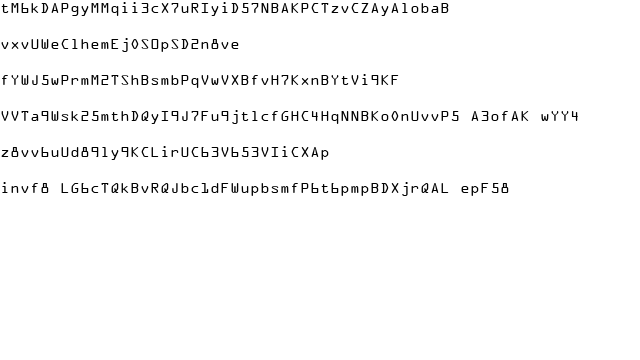 tM6kDAPgyMMqii3cX7uRIyiD57NBAKPCTzvCZAyAlobaB
vxvUWeClhemEj0SOpSD2n8ve
fYWJ5wPrmM2TShBsmbPqVwVXBfvH7KxnBYtVi9KF
VVTa9Wsk25mthDQyI9J7Fu9jtlcfGHC4HqNNBKo0nUvvP5 A3ofAK wYY4
z8vv6uUd89ly9KCLirUC63V653VIiCXAp
invf8 LG6cTQkBvRQJbc1dFWupbsmfP6t6pmpBDXjrQAL epF58